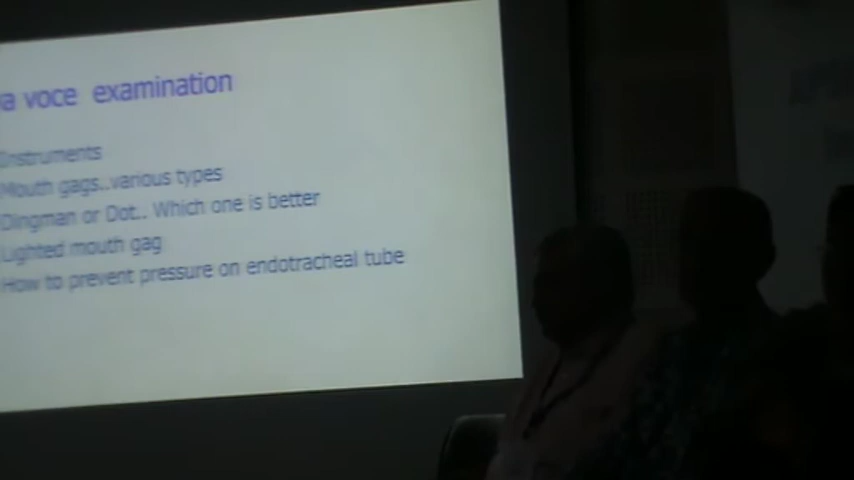 va voce examination
Instruments
Mouth gags..various types
Dingman or Dot.. Which one is better
Lighted mouth gag
How to prevent pressure on endotracheal tube